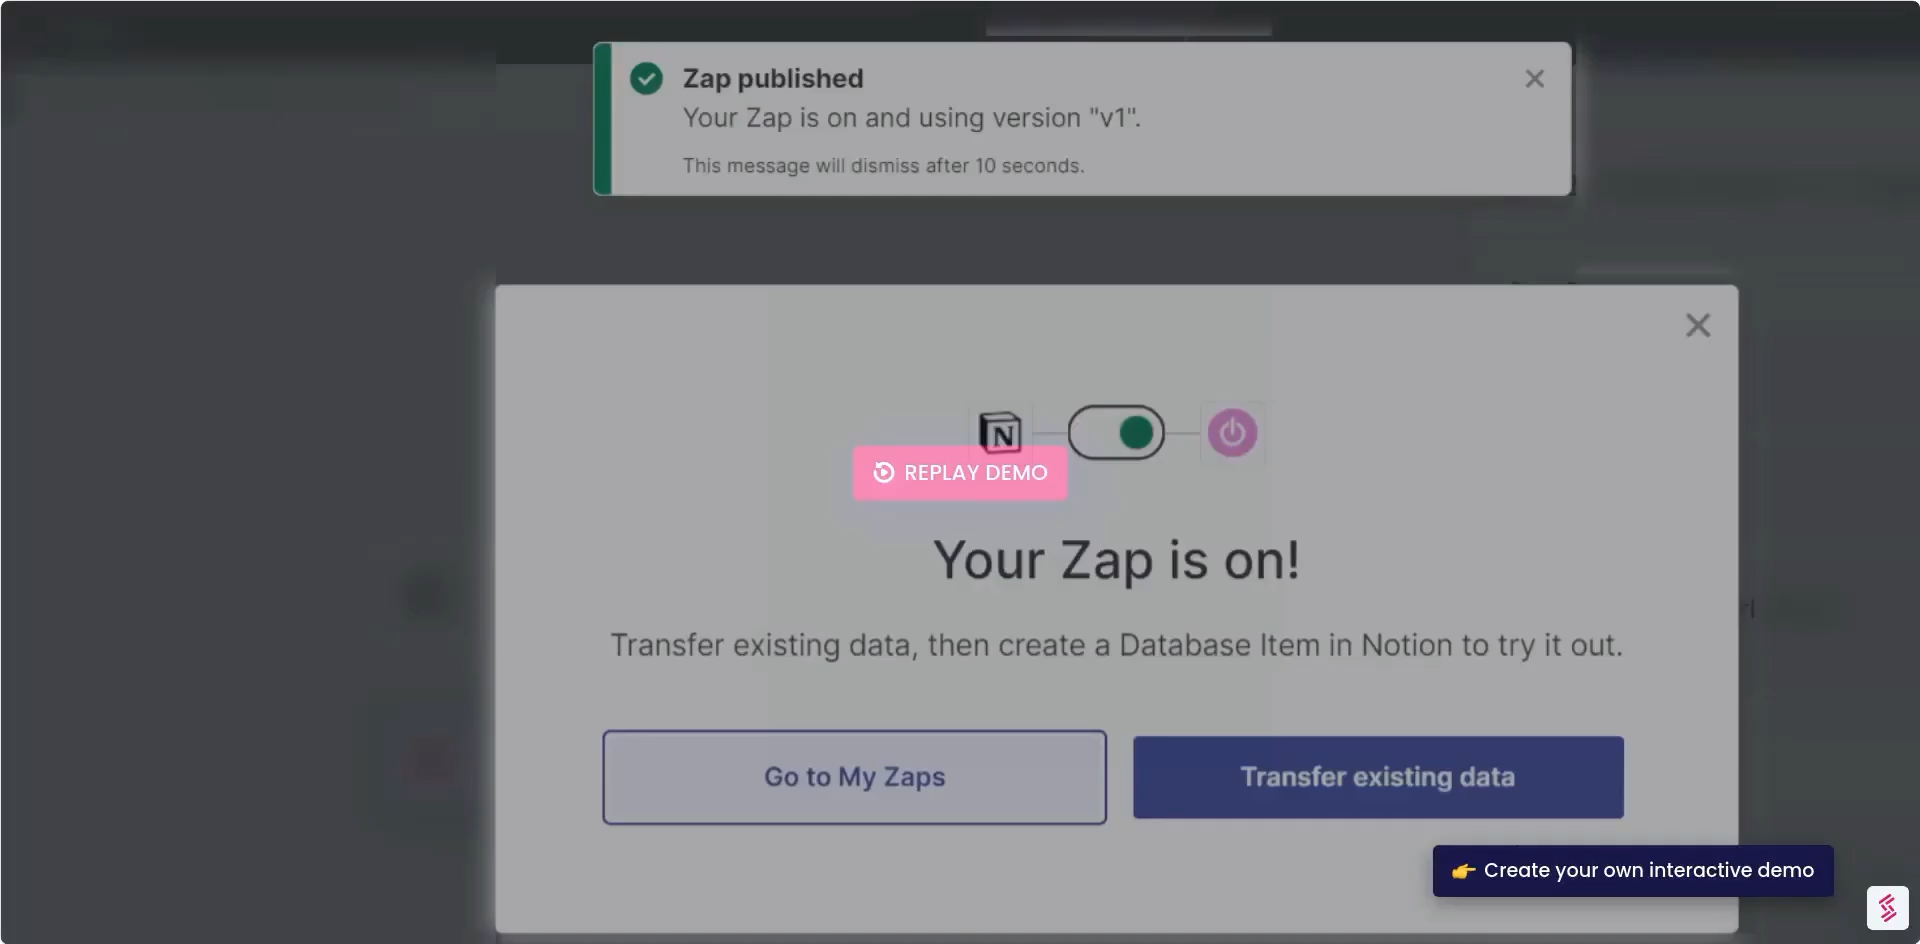 Zap published
Your Zap is on and using version "v1".
This message will dismiss after 10 seconds.
N
REPLAY DEMO
Your Zap is on!
Transfer existing data, then create a Database Item in Notion to try it out.
Go to My Zaps
Transfer existing data
👉 Create your own interactive demo